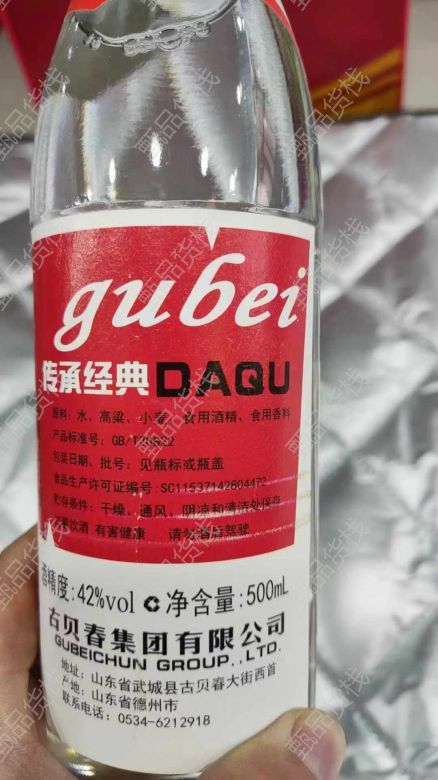 gubei
传承经典 DAQU
原料：水、高粱、小麦、食用酒精、食用香料
产品标准号：GB/T20822
包装日期、批号：见瓶标或瓶盖
食品生产许可证编号：SC11537142804472
贮存条件：干燥、通风、阴凉和清洁处保存
饮酒 有害健康 请勿酒后驾驶
酒精度：42%vol 净含量：500mL
古贝春集团有限公司
GUBEICHUN GROUP.,LTD.
地址：山东省武城县古贝春大街西首
产地：山东省德州市
联系电话：0534-6212918
甄品货栈